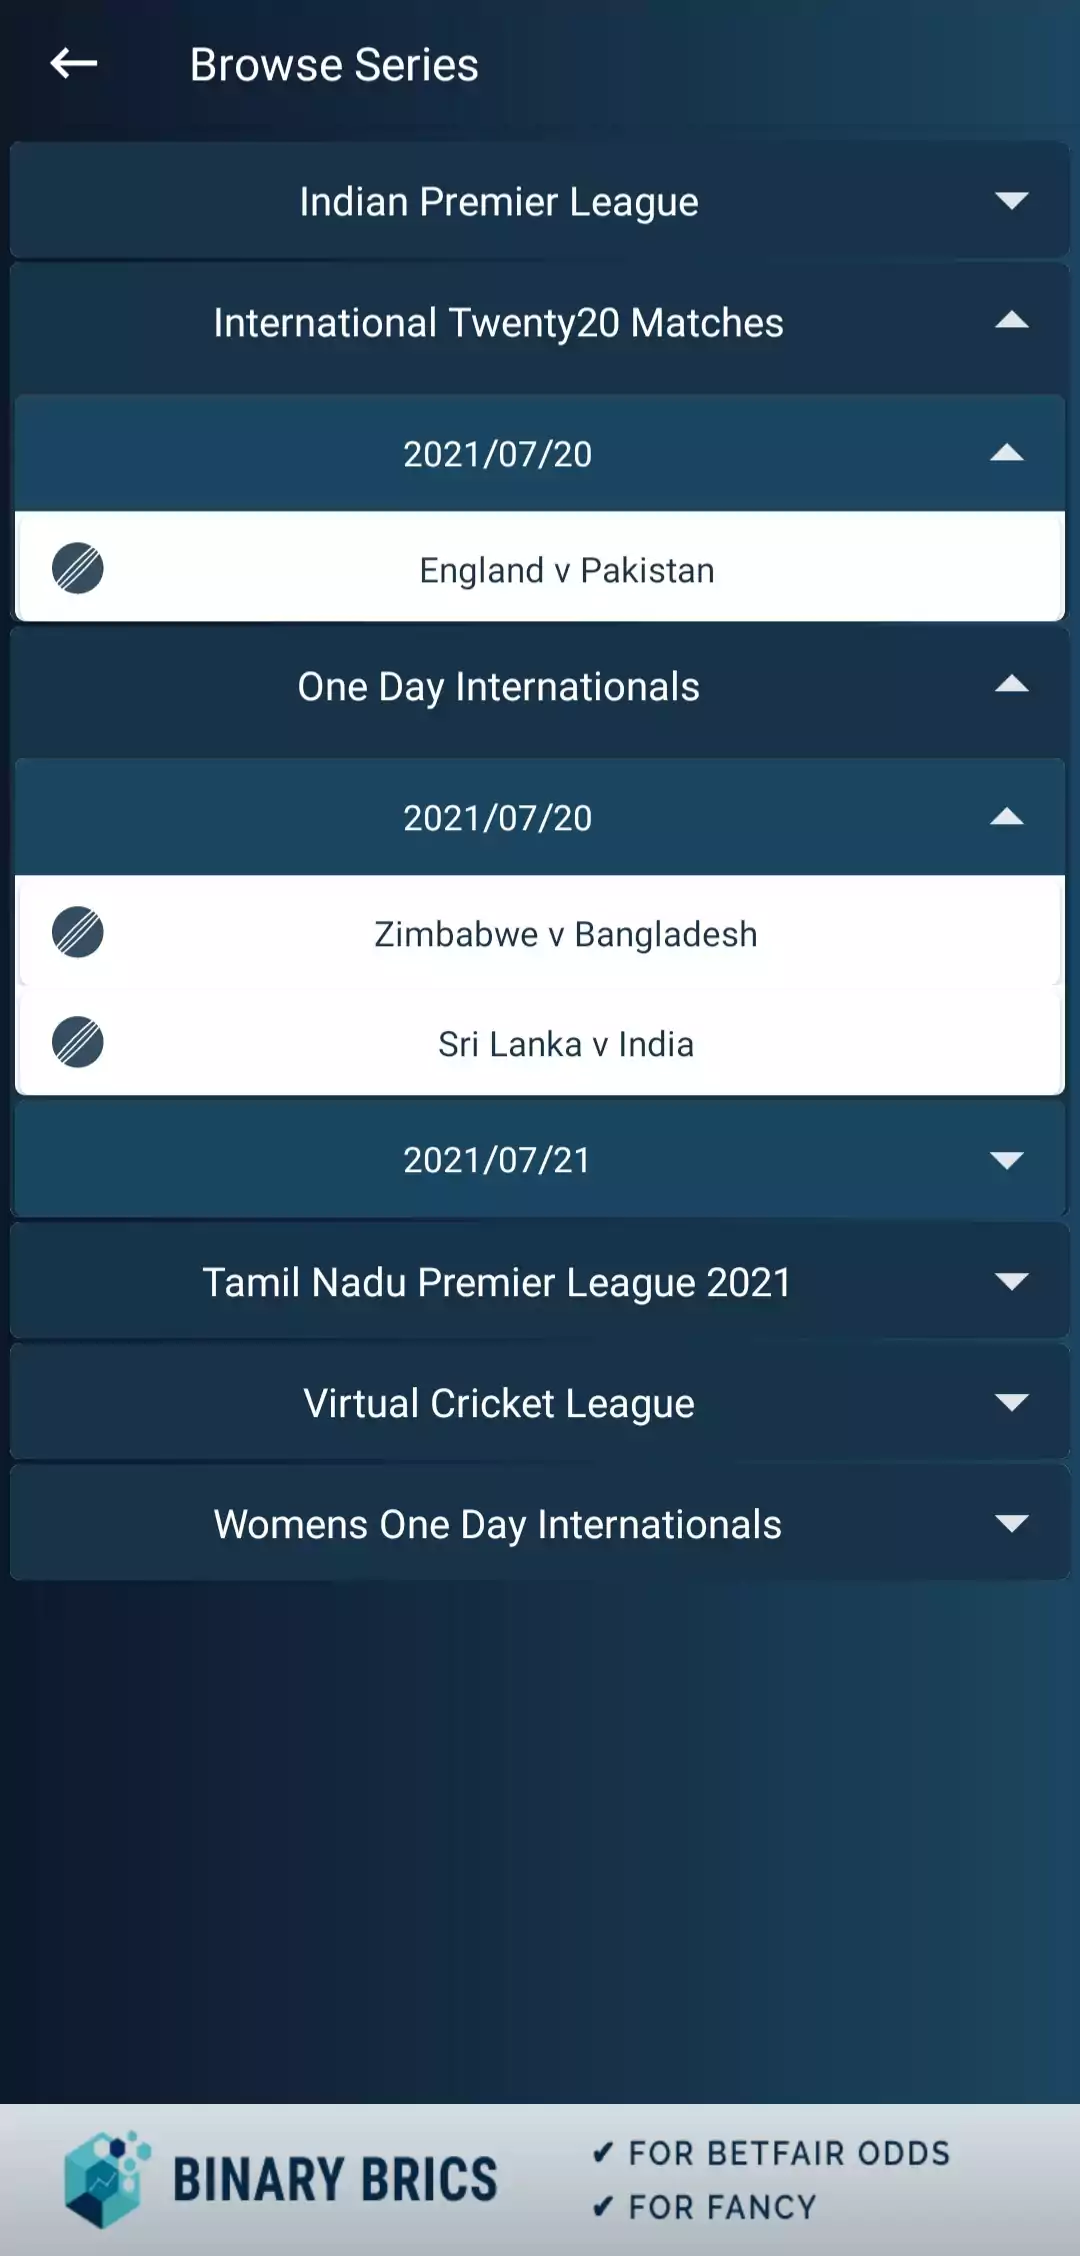 Browse Series
Indian Premier League
International Twenty20 Matches
2021/07/20
England v Pakistan
One Day Internationals
2021/07/20
Zimbabwe v Bangladesh
Sri Lanka v India
2021/07/21
Tamil Nadu Premier League 2021
Virtual Cricket League
Womens One Day Internationals
BINARY BRICS
✔ FOR BETFAIR ODDS
✔ FOR FANCY